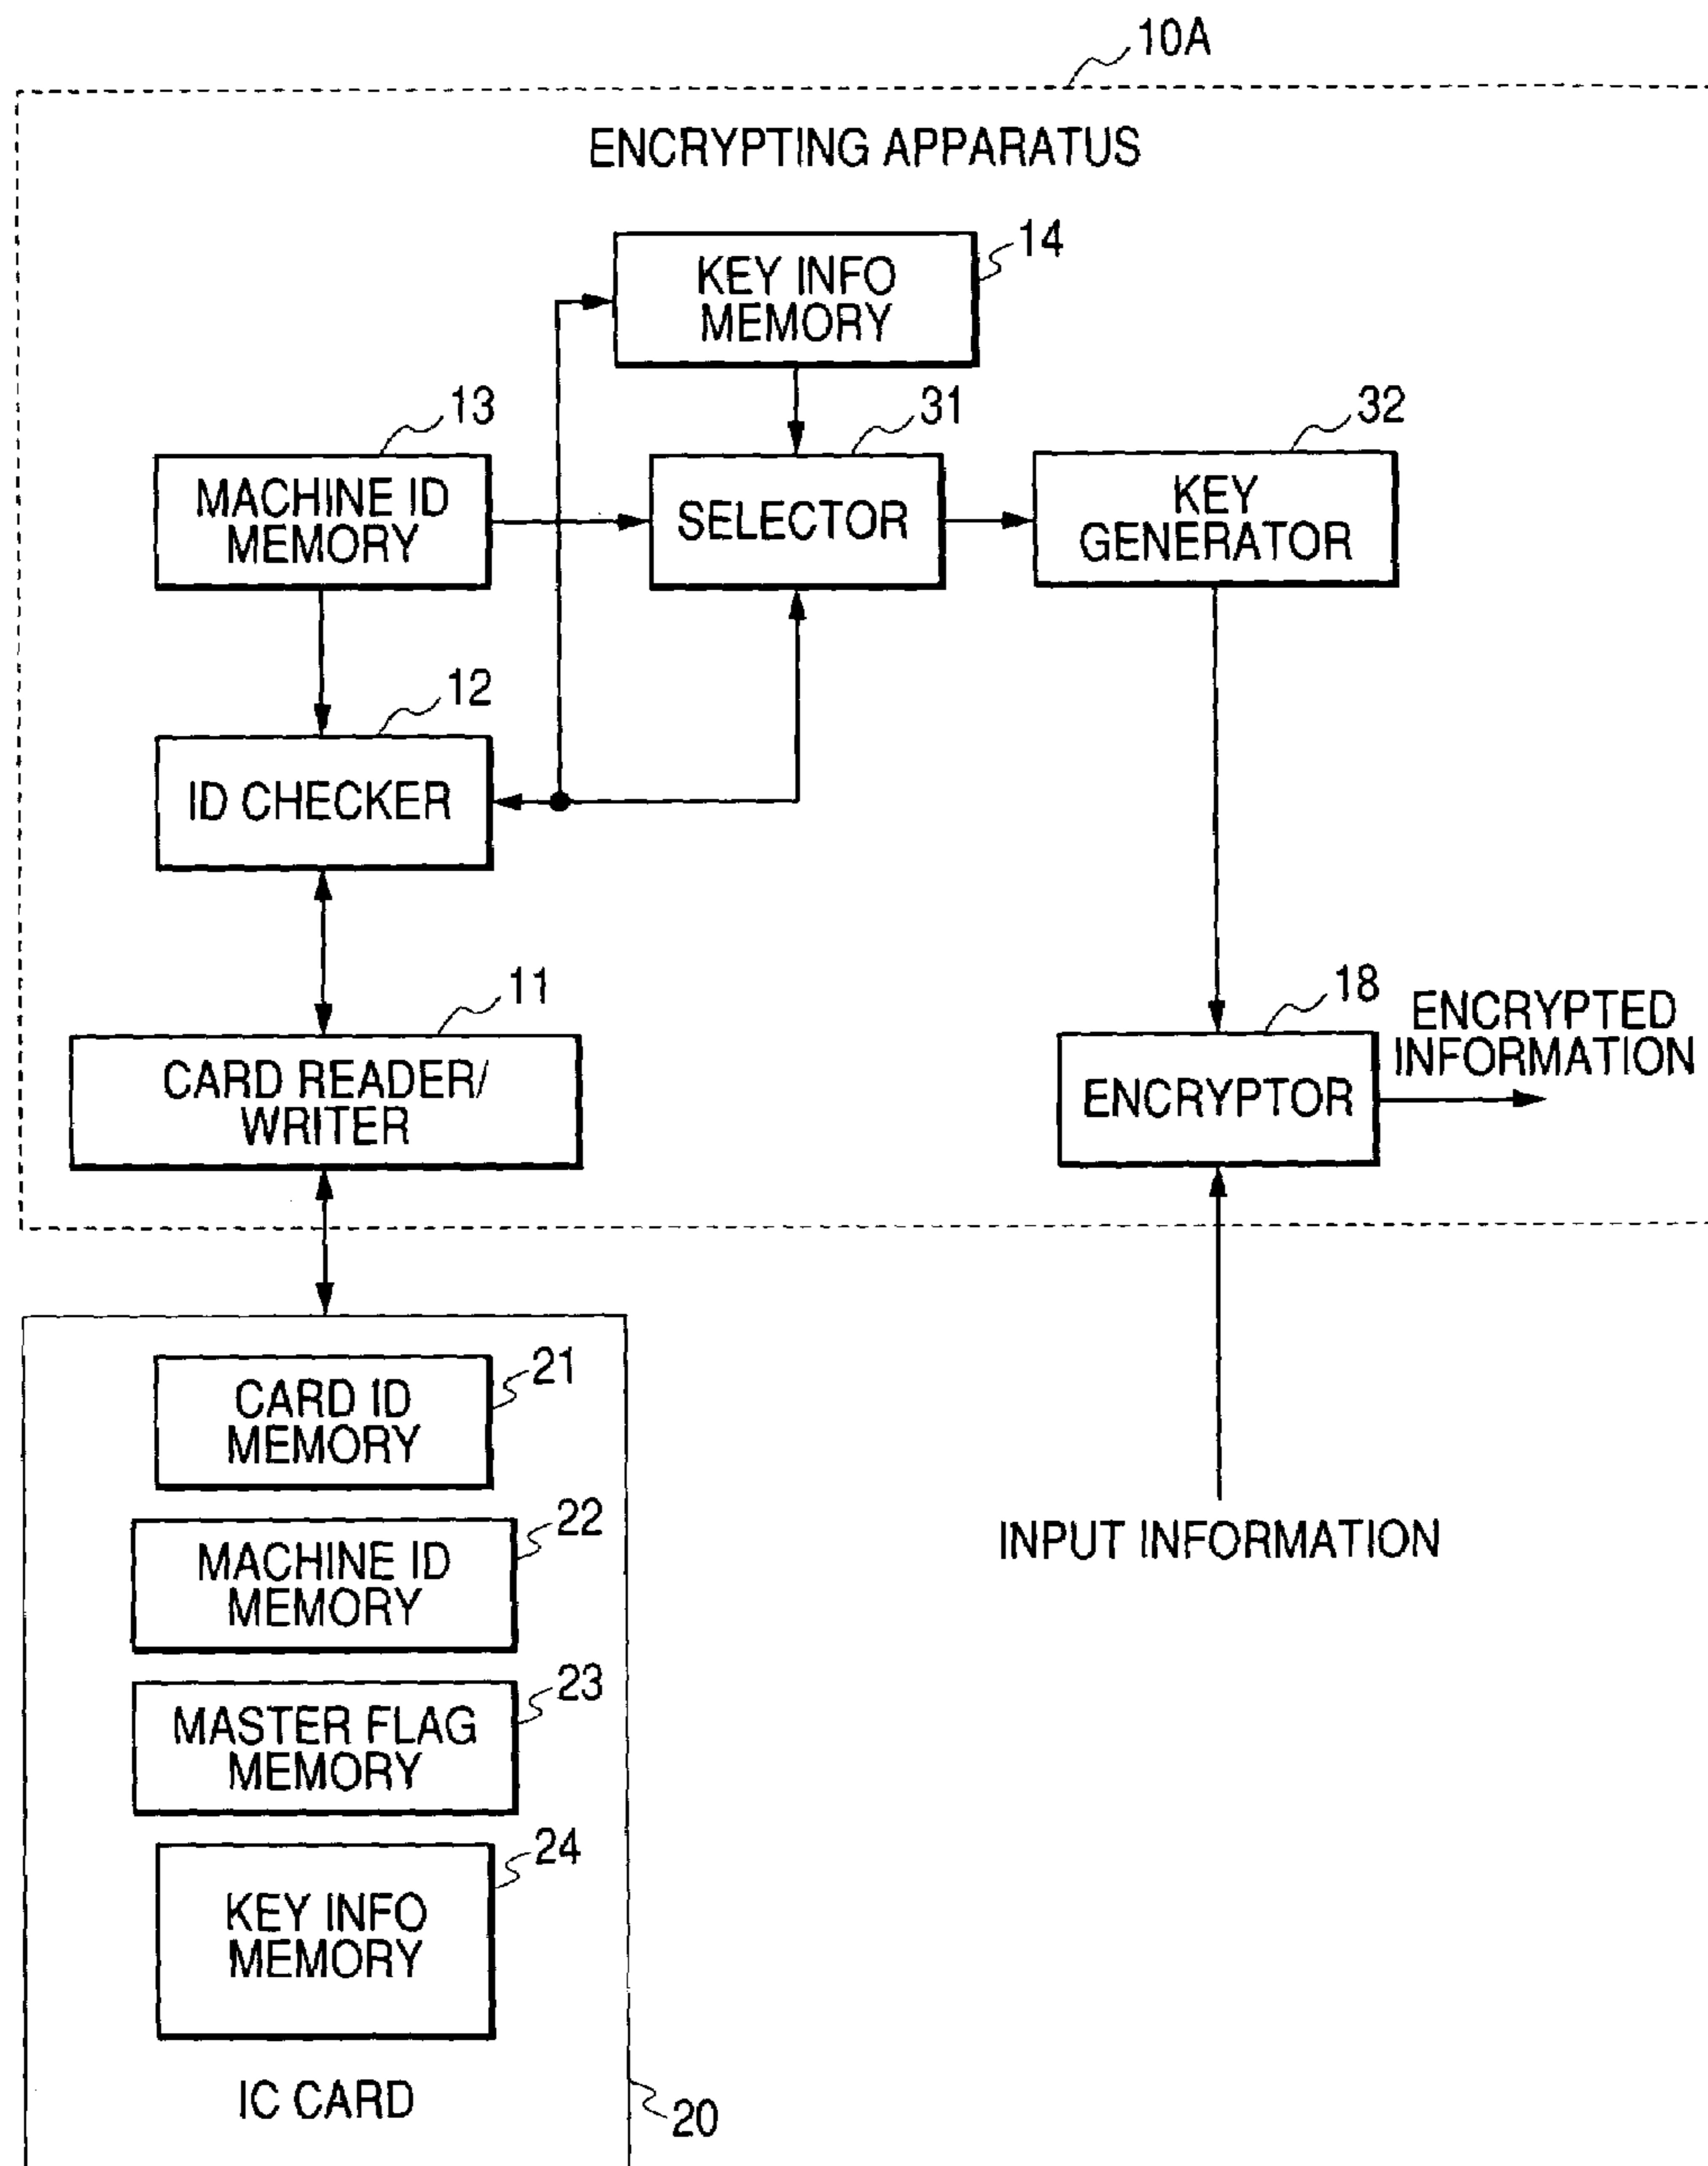 10A
ENCRYPTING APPARATUS
14
KEY INFO
MEMORY
13
31
32
MACHINE ID
MEMORY
SELECTOR
KEY
GENERATOR
12
ID CHECKER
11
18
ENCRYPTED
INFORMATION
CARD READER/
WRITER
ENCRYPTOR
21
CARD ID
MEMORY
22
MACHINE ID
MEMORY
INPUT INFORMATION
23
MASTER FLAG
MEMORY
24
KEY INFO
MEMORY
IC CARD
20